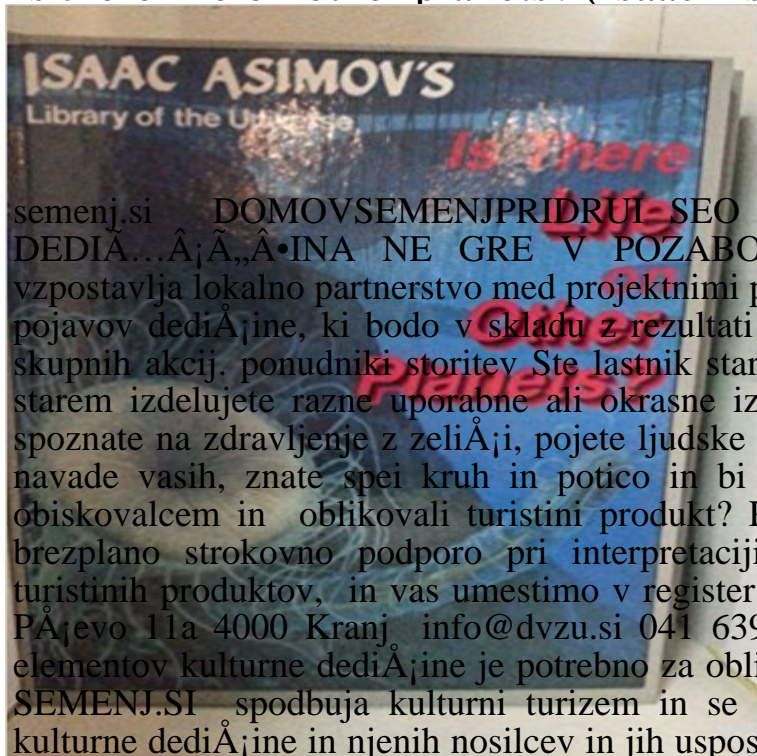 ISAAC ASIMOV'S
Library of the Universe
Is There
Life
on
Other
Planets?
semenj.si DOMOVSEMENJPRIDRUI SEO
DEDIÃ…Â¡Ã„Â•INA NE GRE V POZABO
vzpostavlja lokalno partnerstvo med projektnimi
pojavov dediÅ¡ine, ki bodo v skladu z rezultati
skupnih akcij. ponudniki storitev Ste lastnik
starem izdelujete razne uporabne ali okrasne
spoznate na zdravljenje z zeliÅ¡i, pojete ljudske
navade vasih, znate spei kruh in potico in bi
obiskovalcem in oblikovali turistini produkt?
brezplano strokovno podporo pri interpretaciji
turistinih produktov, in vas umestimo v register
PÅ¡evo 11a 4000 Kranj info@dvzu.si 041 639
elementov kulturne dediÅ¡ine je potrebno za
SEMENJ.SI spodbuja kulturni turizem in se
kulturne dediÅ¡ine in njenih nosilcev in jih